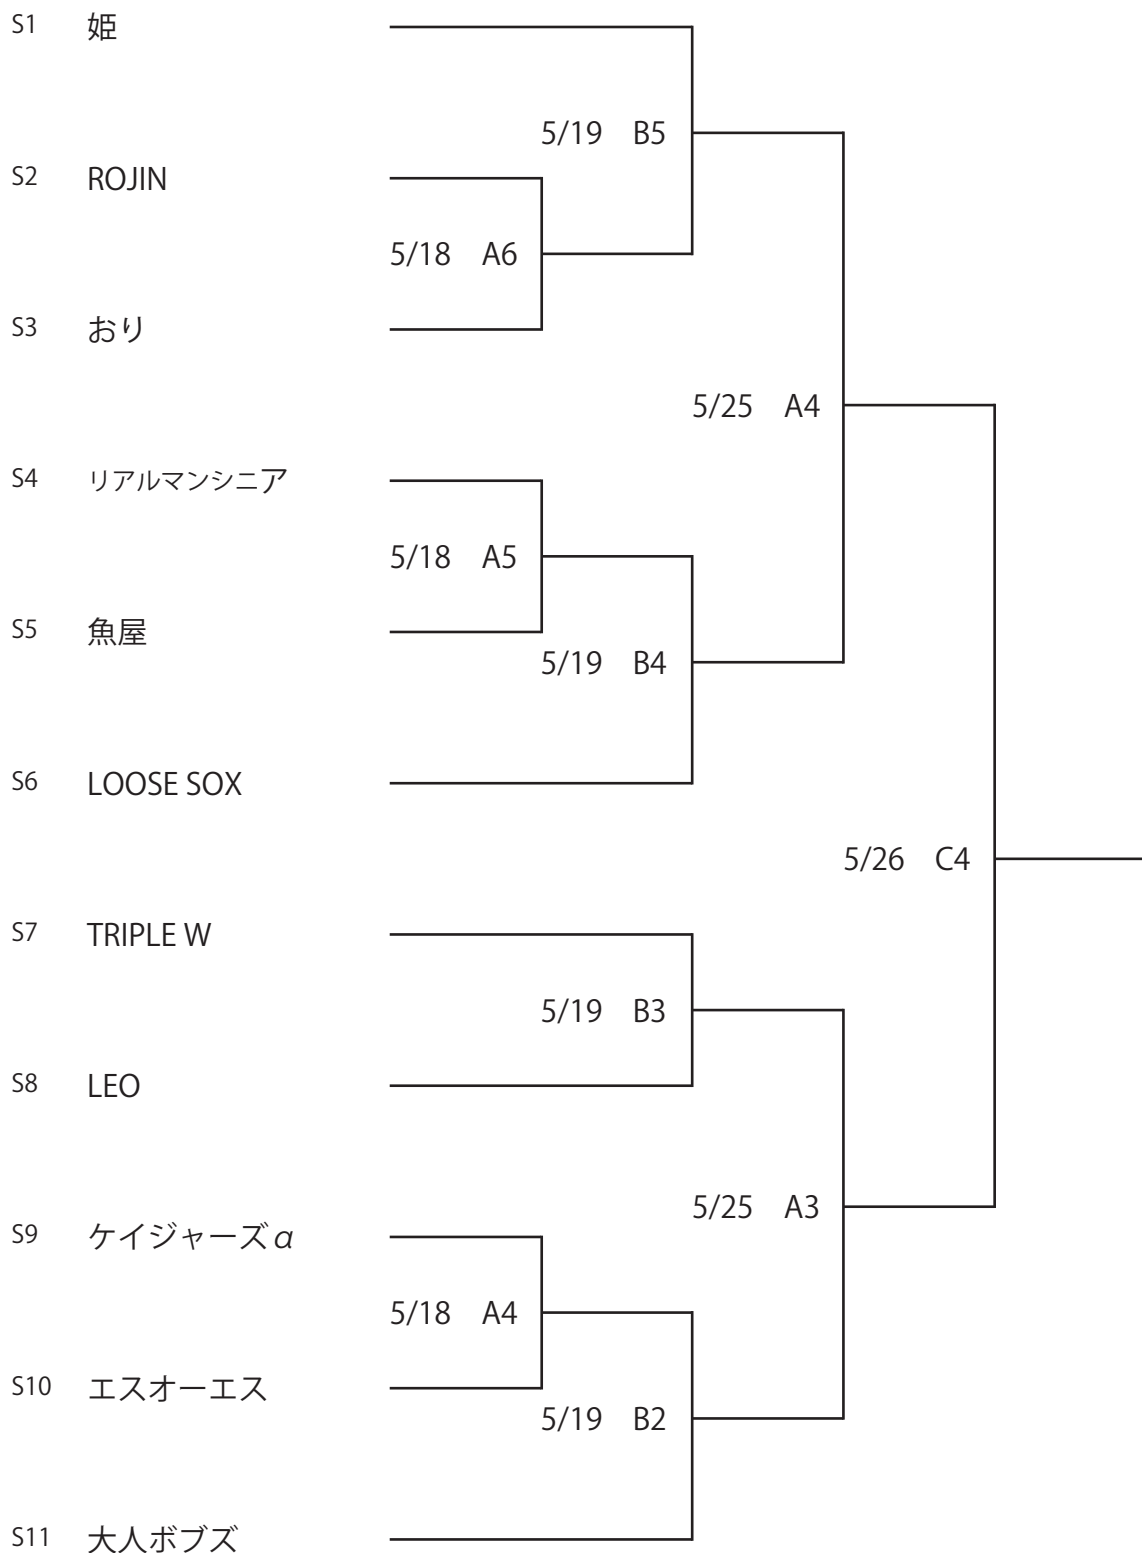 S1 姫
5/19 B5
S2 ROJIN
5/18 A6
S3 おり
5/25 A4
S4 リアルマンシニア
5/18 A5
S5 魚屋
5/19 B4
S6 LOOSE SOX
5/26 C4
S7 TRIPLE W
5/19 B3
S8 LEO
5/25 A3
S9 ケイジャーズα
5/18 A4
S10 エスオーエス
5/19 B2
S11 大人ボブズ